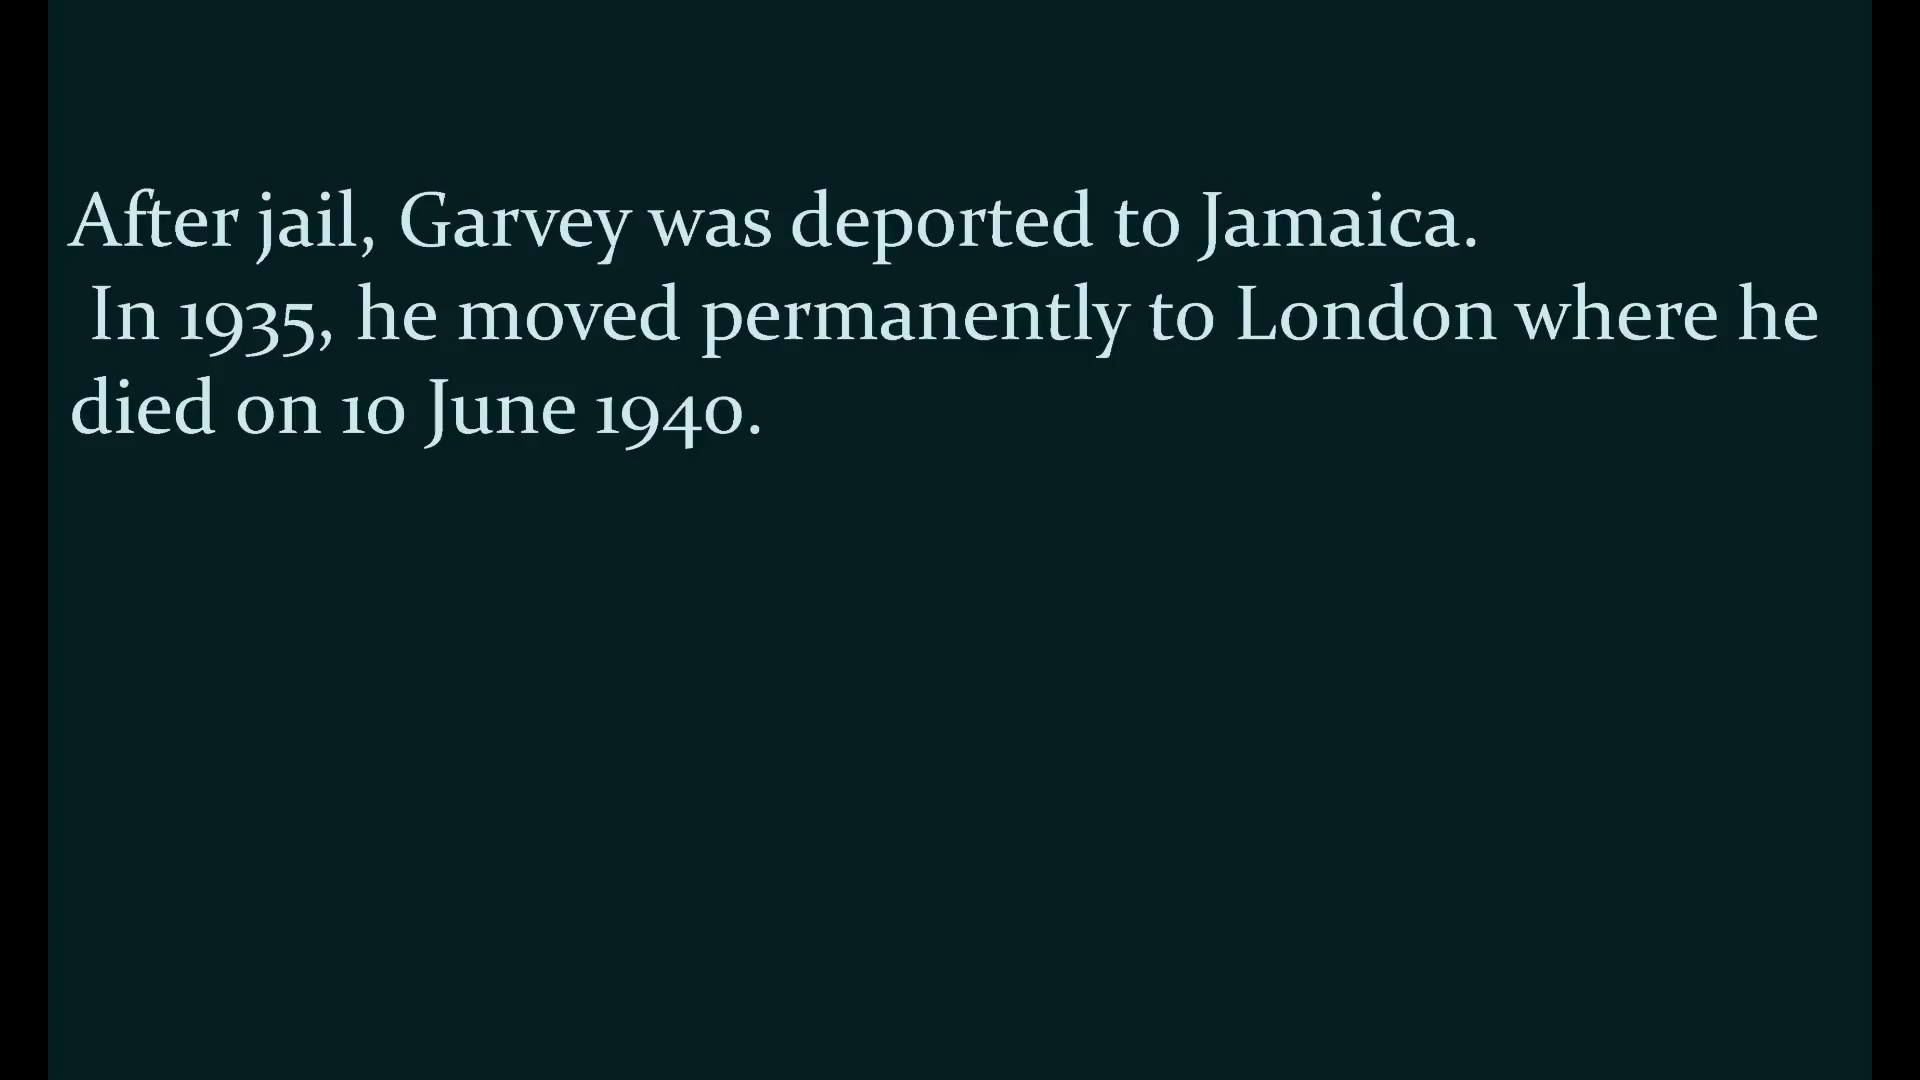 After jail, Garvey was deported to Jamaica.
In 1935, he moved permanently to London where he
died on 10 June 1940.